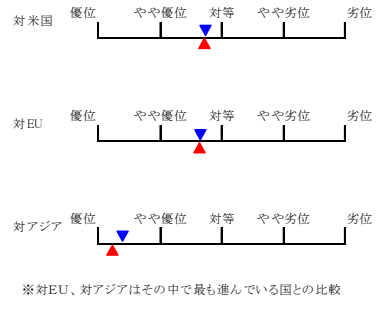 優位 やや優位 対等 やや劣位 劣位
対米国
優位 やや優位 対等 やや劣位 劣位
対EU
優位 やや優位 対等 やや劣位 劣位
対アジア
※対EU、対アジアはその中で最も進んでいる国との比較